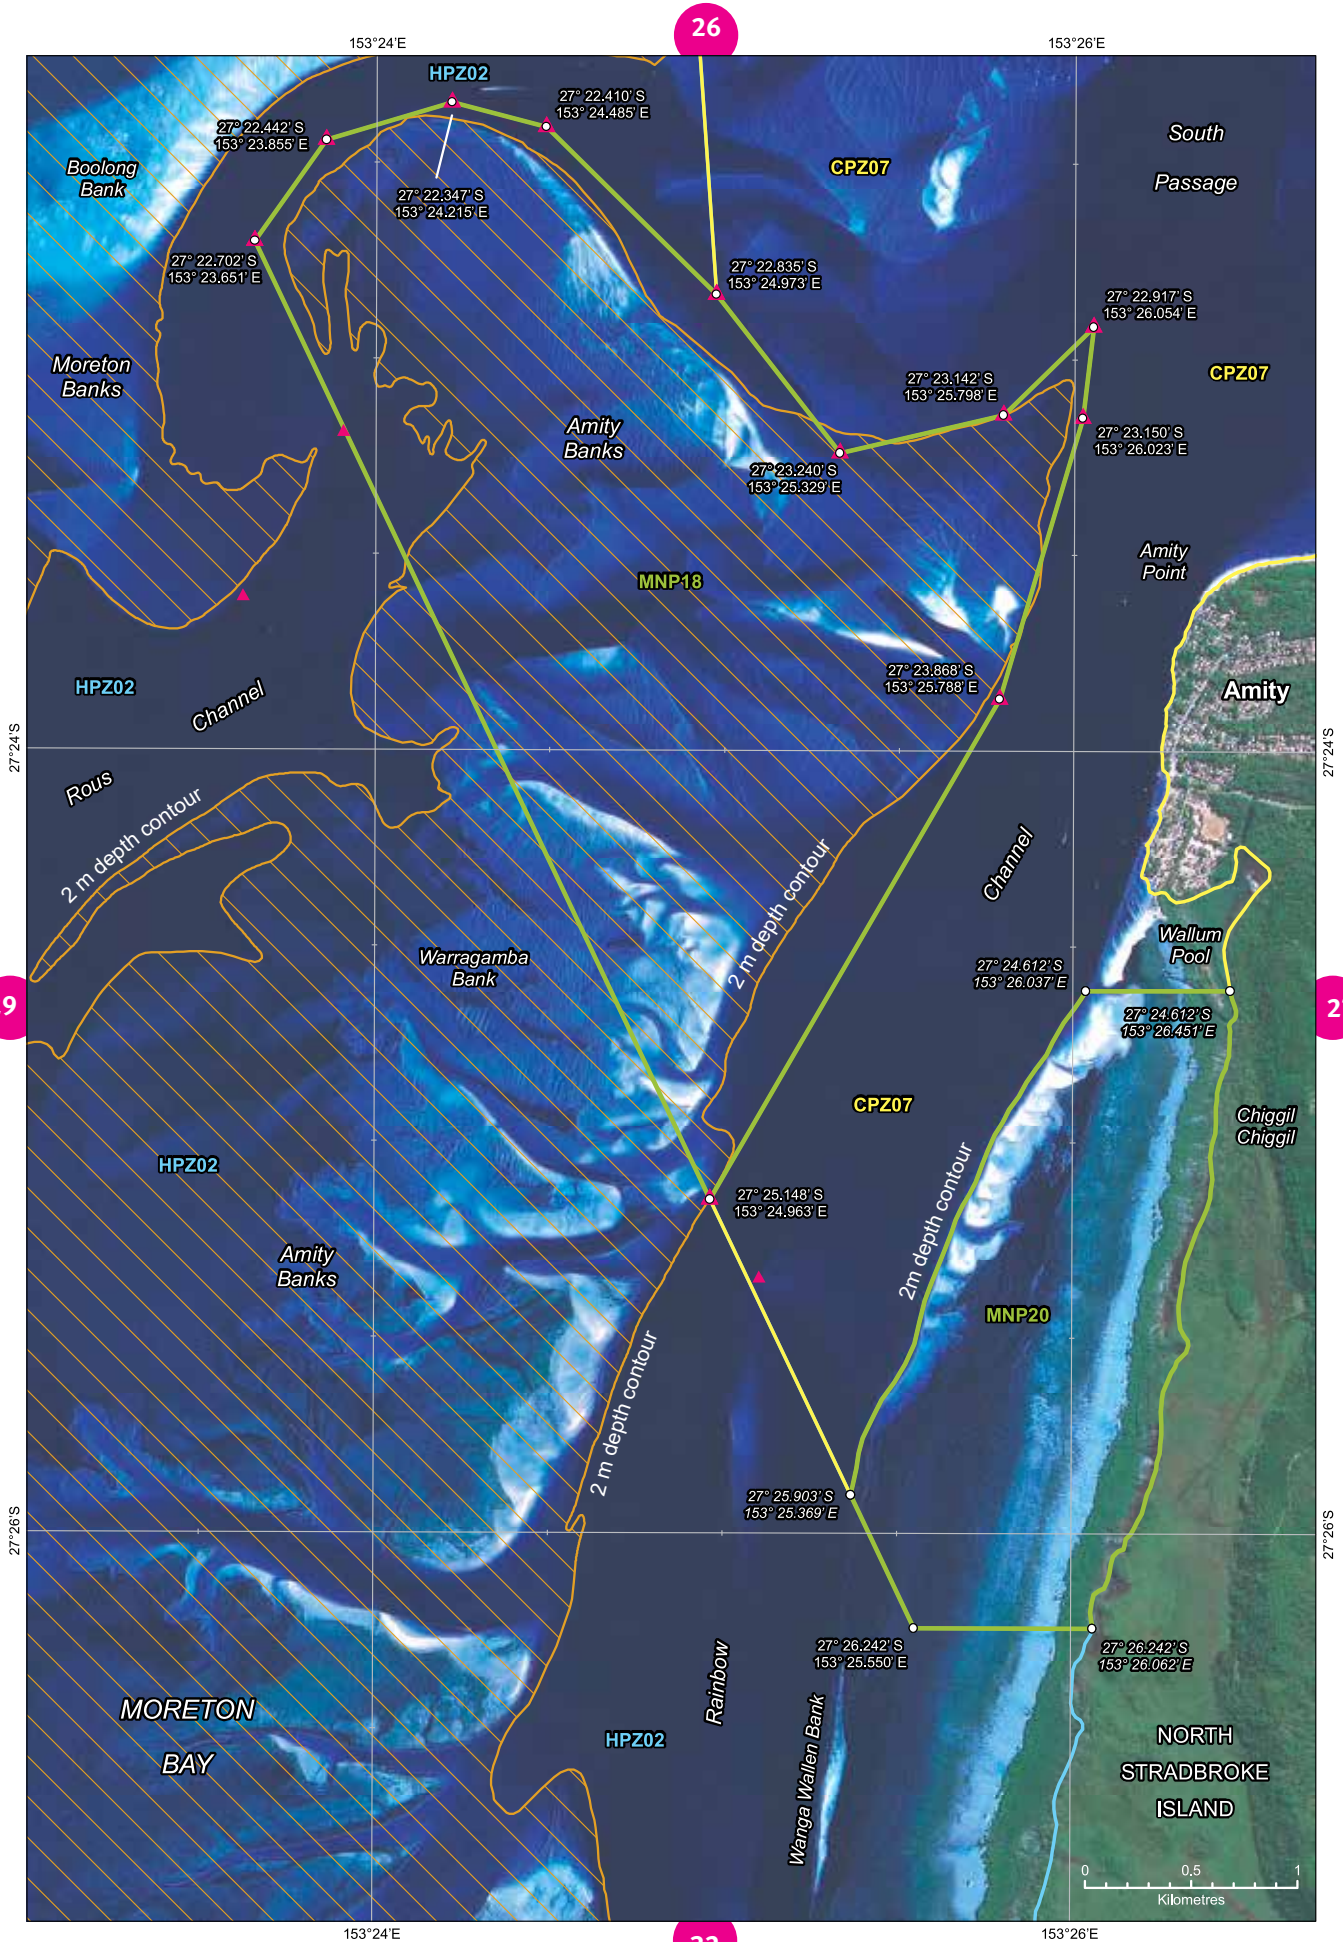 26
153°24'E
153°26'E
HPZ02
27° 22.410' S
153° 24.485' E
27° 22.442' S
153° 23.855' E
South
Passage
Boolong
Bank
CPZ07
27° 22.347' S
153° 24.215' E
27° 22.702' S
153° 23.651' E
27° 22.835' S
153° 24.973' E
27° 22.917' S
153° 26.054' E
Moreton
Banks
27° 23.142' S
153° 25.798' E
CPZ07
Amity
Banks
27° 23.150' S
153° 26.023' E
27° 23.240' S
153° 25.329' E
Amity
Point
MNP18
27° 23.868' S
153° 25.788' E
HPZ02
Channel
Amity
27°24'S
27°24'S
Rous
2 m depth contour
Channel
2 m depth contour
Wallum
Pool
Warragamba
Bank
27° 24.612' S
153° 26.037' E
27° 24.612' S
153° 26.451' E
CPZ07
Chiggil
Chiggil
HPZ02
27° 25.148' S
153° 24.963' E
2m depth contour
Amity
Banks
MNP20
2 m depth contour
27° 25.903' S
153° 25.369' E
27°26'S
27°26'S
27° 26.242' S
153° 25.550' E
27° 26.242' S
153° 26.062' E
Rainbow
MORETON
BAY
HPZ02
Wanga Wallen Bank
NORTH
STRADBROKE
ISLAND
0 0.5 1
Kilometres
153°24'E
153°26'E